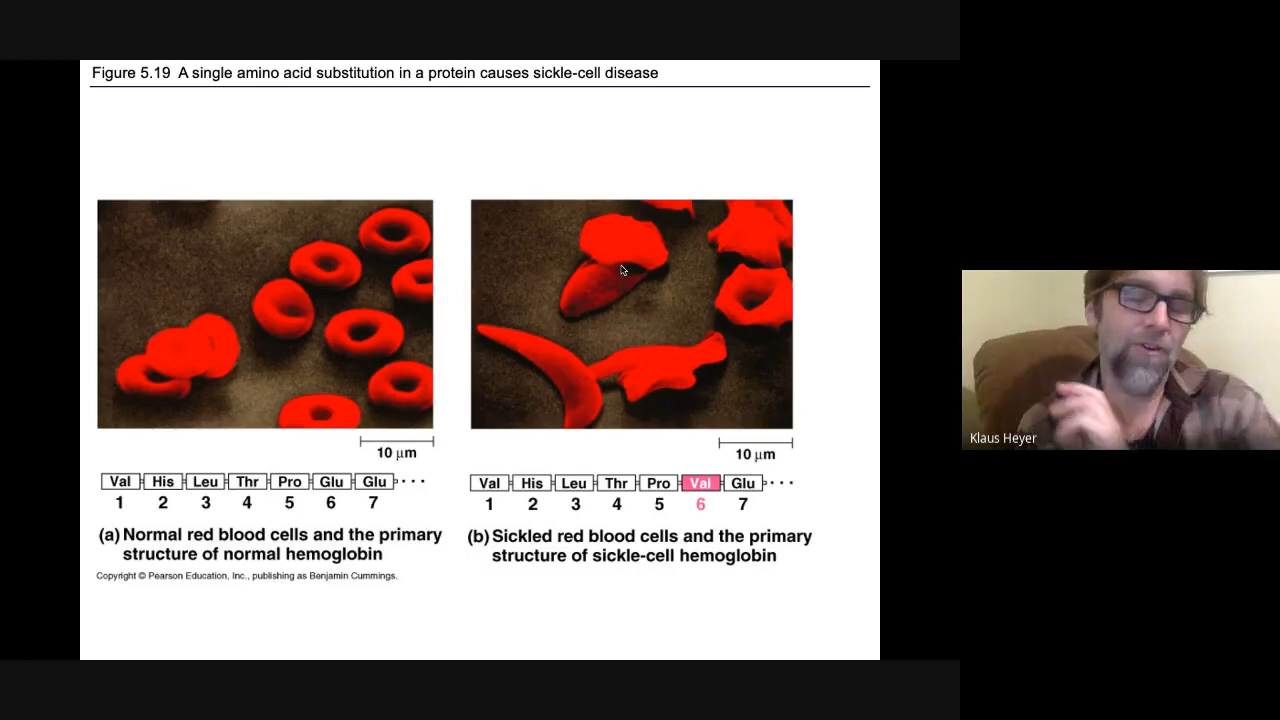 Figure 5.19 A single amino acid substitution in a protein causes sickle-cell disease
10 μm
10 μm
Val His Leu Thr Pro Glu Glu ···
1 2 3 4 5 6 7
Val His Leu Thr Pro Val Glu ···
1 2 3 4 5 6 7
(a) Normal red blood cells and the primary
structure of normal hemoglobin
(b) Sickled red blood cells and the primary
structure of sickle-cell hemoglobin
Copyright © Pearson Education, Inc., publishing as Benjamin Cummings.
Klaus Heyer